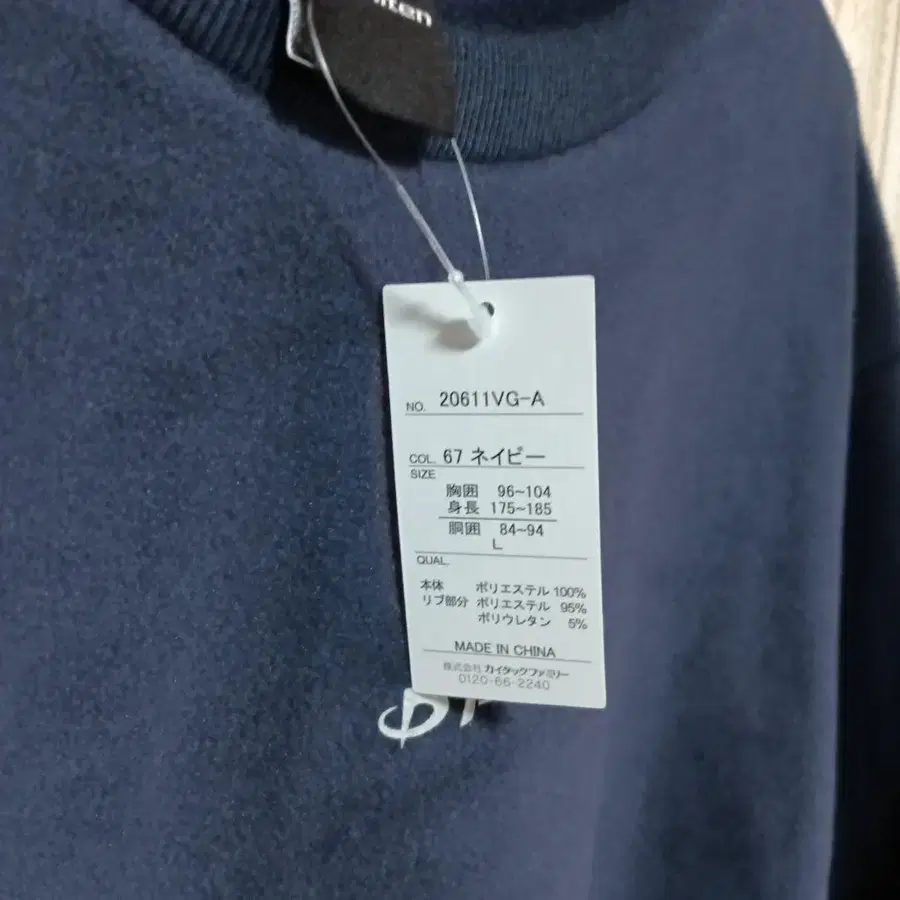 NO. 20611VG-A
COL. 67 ネイビー
SIZE
胸囲 96~104
身長 175~185
胴囲 84~94
L
QUAL.
本体 ポリエステル 100%
リブ部分 ポリエステル 95%
ポリウレタン 5%
MADE IN CHINA
株式会社 カイタックファミリー
0120-66-2240